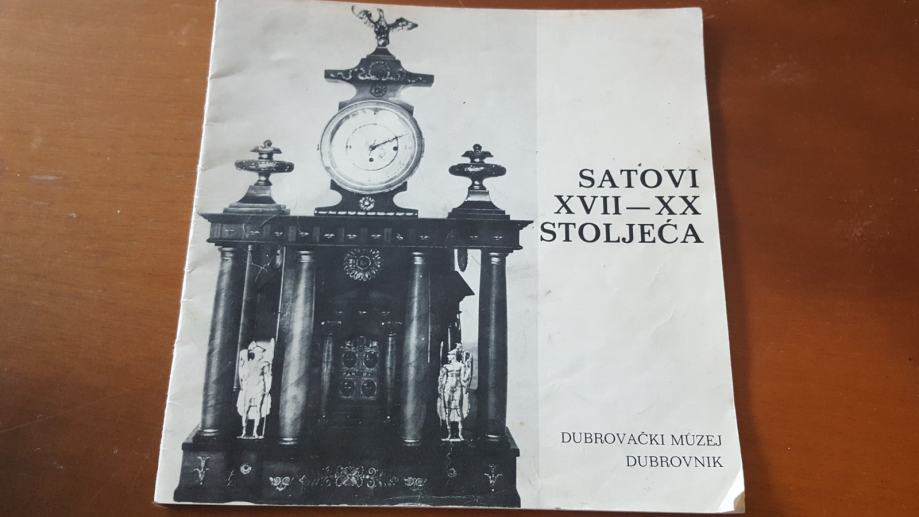 SATOVI
XVII—XX
STOLJEĆA
DUBROVAČKI MUZEJ
DUBROVNIK